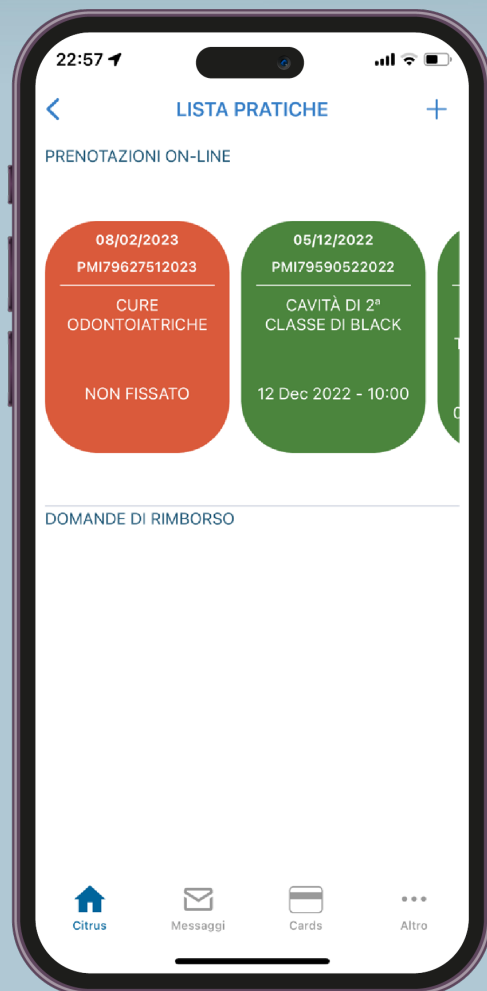 22:57
LISTA PRATICHE
PRENOTAZIONI ON-LINE
08/02/2023
PMI79627512023
CURE
ODONTOIATRICHE
NON FISSATO
05/12/2022
PMI79590522022
CAVITÀ DI 2ª
CLASSE DI BLACK
12 Dec 2022 - 10:00
DOMANDE DI RIMBORSO
Citrus
Messaggi
Cards
Altro